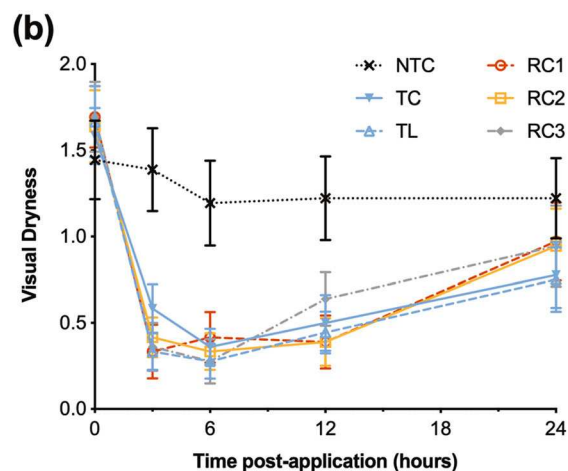 (b)
2.0
1.5
1.0
0.5
0.0
Visual Dryness
NTC
TC
TL
RC1
RC2
RC3
0 6 12 18 24
Time post-application (hours)